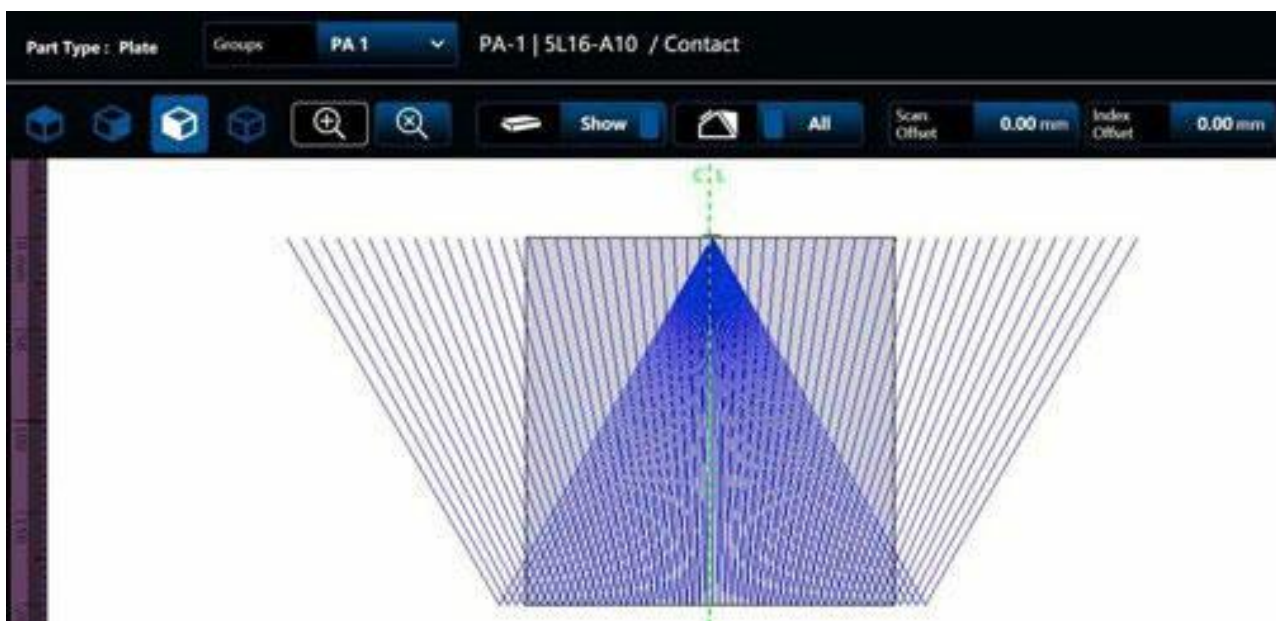 Part Type : Plate Groups PA 1 PA-1 | 5L16-A10 / Contact
Show All Scan Offset 0.00 mm Index Offset 0.00 mm
C L